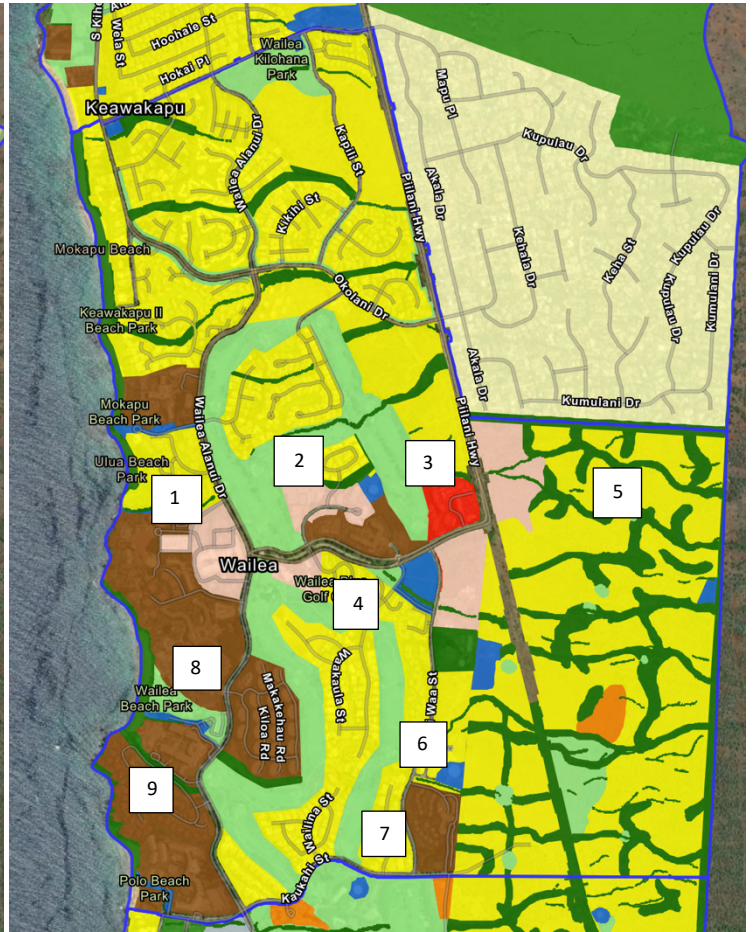 S Kih
Wela St
Hoohale St
Hokai Pl
Wailea
Kilohana
Park
Keawakapu
Wailea Alanui Dr
Kapili St
Kikihi St
Piilani Hwy
Mapu Pl
Akala Dr
Kupulau Dr
Kehala Dr
Keha St
Kupulau Dr
Kupulau Dr
Kumulani Dr
Mokapu Beach
Okolani Dr
Keawakapu II
Beach Park
Akala Dr
Piilani Hwy
Kumulani Dr
Mokapu
Beach Park
Wailea Alanui Dr
Ulua Beach
Park
1
2
3
5
Wailea
Wailea
Golf
4
Waakaula St
Makakehau Rd
Kiloa Rd
8
Wailea
Beach Park
i Waa St
6
9
Wailina St
7
Polo Beach
Park
Kaukahi St